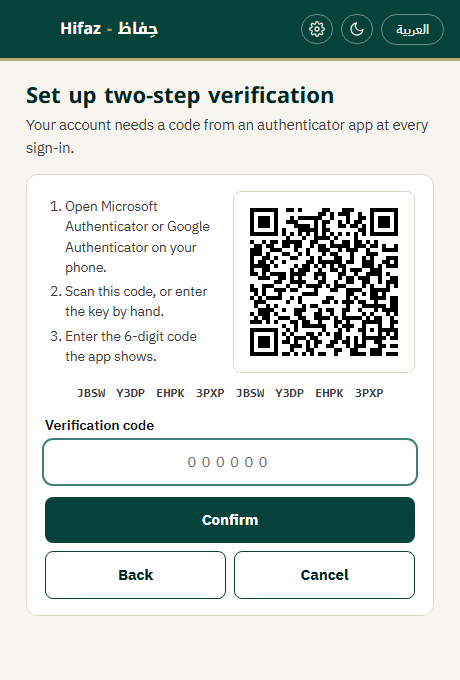 Hifaz - حِفاظ
العربية
Set up two-step verification
Your account needs a code from an authenticator app at every
sign-in.
1. Open Microsoft
Authenticator or Google
Authenticator on your
phone.
2. Scan this code, or enter
the key by hand.
3. Enter the 6-digit code
the app shows.
JBSW Y3DP EHPK 3PXP JBSW Y3DP EHPK 3PXP
Verification code
000000
Confirm
Back
Cancel